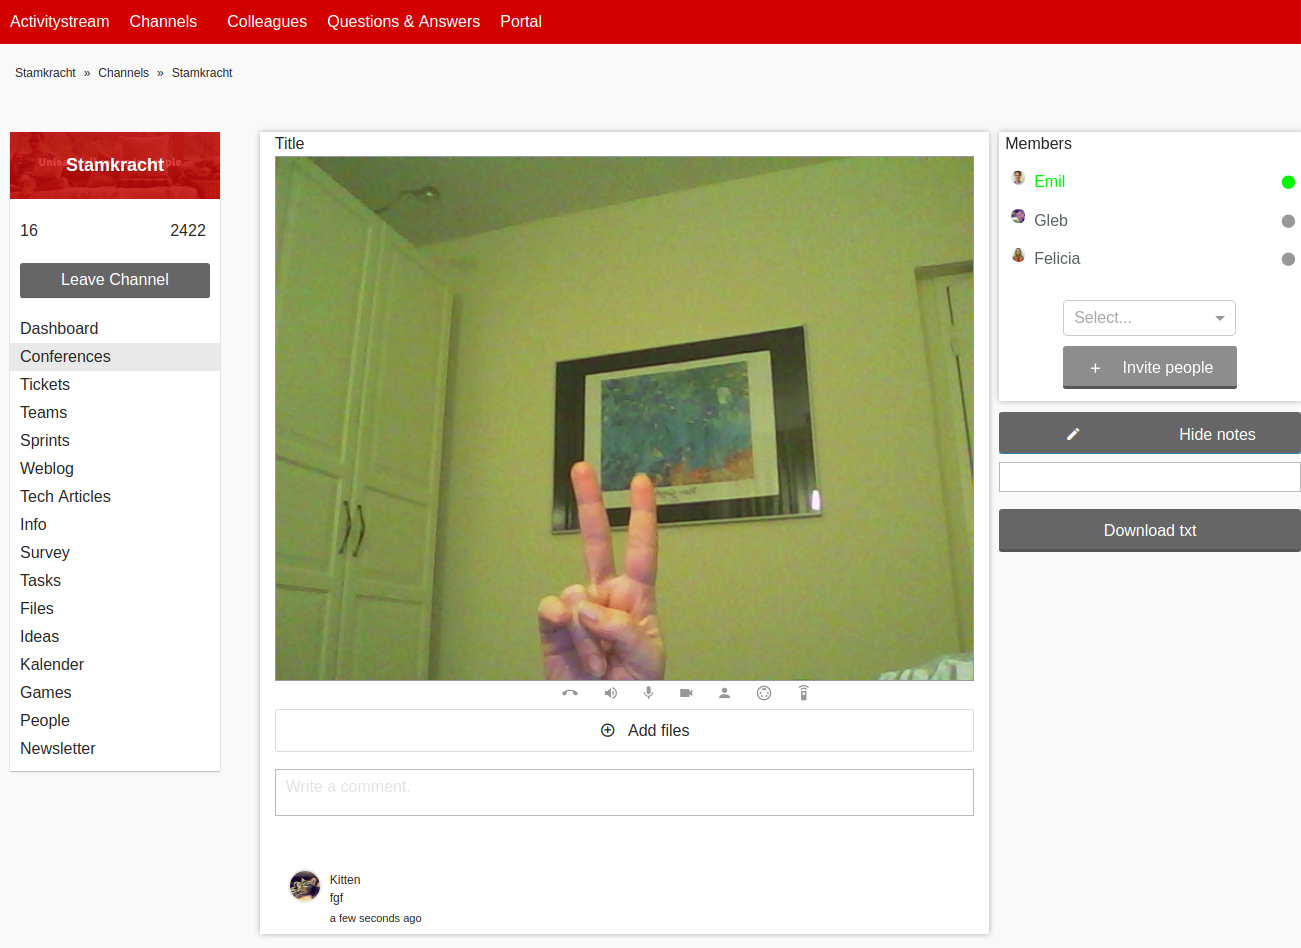 Activitystream Channels Colleagues Questions & Answers Portal
Stamkracht » Channels » Stamkracht
Stamkracht
16 2422
Leave Channel
Dashboard
Conferences
Tickets
Teams
Sprints
Weblog
Tech Articles
Info
Survey
Tasks
Files
Ideas
Kalender
Games
People
Newsletter
Title
Add files
Write a comment.
Kitten
fgf
a few seconds ago
Members
Emil
Gleb
Felicia
Select...
+ Invite people
Hide notes
Download txt